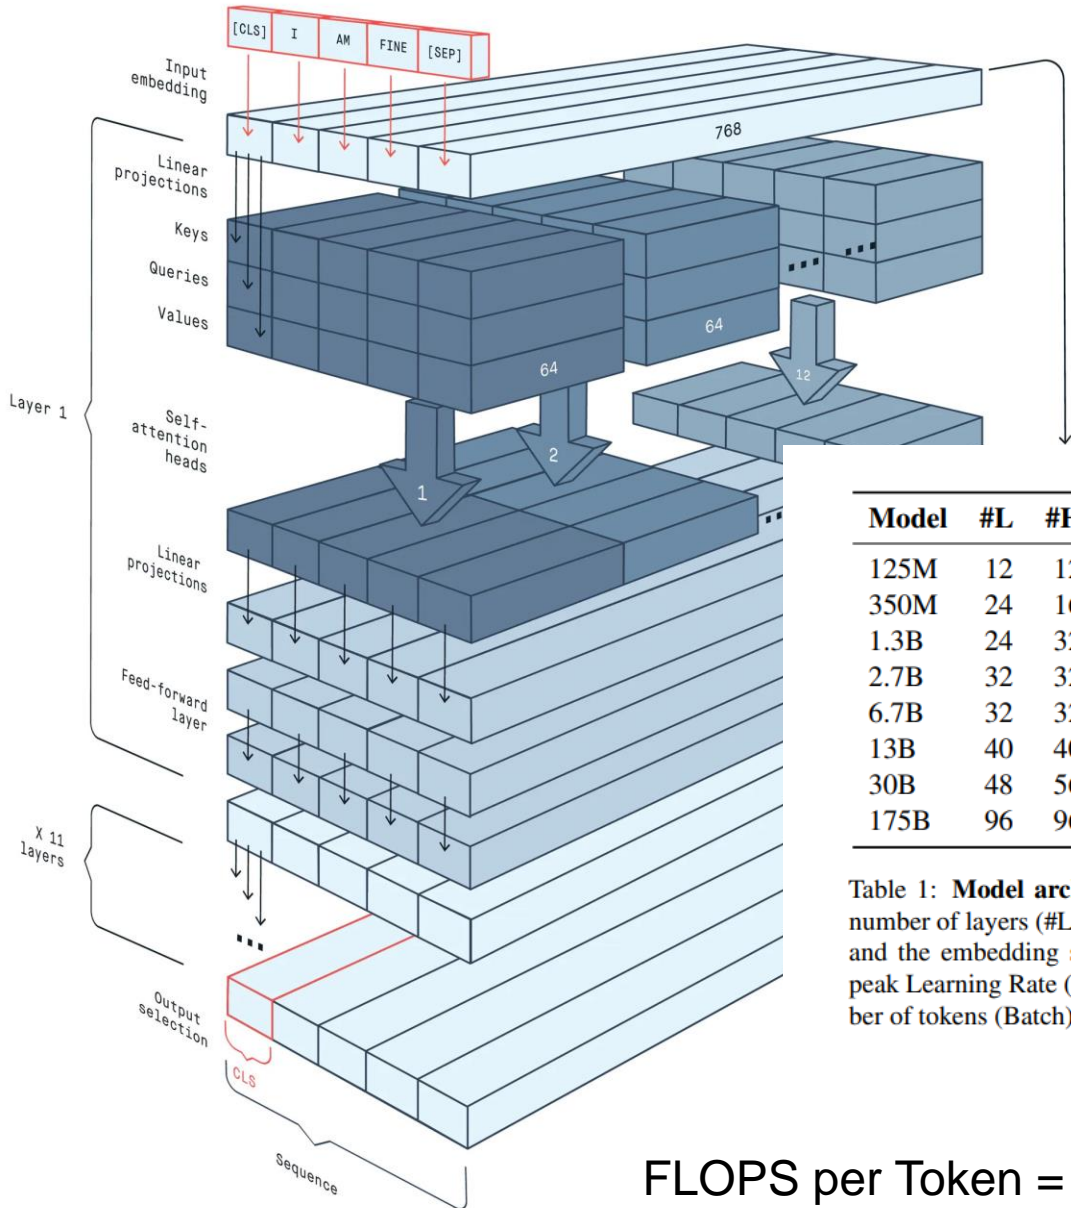 [CLS] I AM FINE [SEP]
Input
embedding
768
Linear
projections
Keys
Queries
Values
64
64
12
Layer 1
Self-
attention
heads
1
2
Linear
projections
Feed-forward
layer
X 11
layers
Output
selection
CLS
Sequence
Model #L
125M 12
350M 24
1.3B 24
2.7B 32
6.7B 32
13B 40
30B 48
175B 96
Table 1: Model
number of layers (#L
and the embedding
peak Learning Rate (
ber of tokens (Batch)
FLOPS per Token =